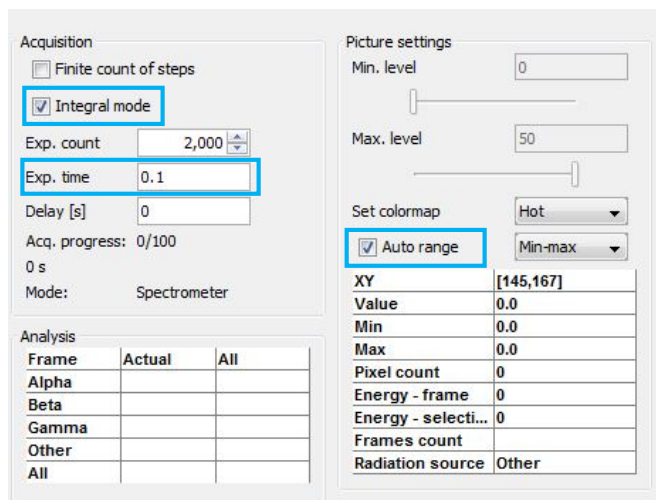 Acquisition
Finite count of steps
Integral mode
Exp. count 2,000
Exp. time 0.1
Delay [s] 0
Acq. progress: 0/100
0 s
Mode: Spectrometer
Analysis
Frame Actual All
Alpha
Beta
Gamma
Other
All
Picture settings
Min. level 0
Max. level 50
Set colormap Hot
Auto range Min-max
XY [145,167]
Value 0.0
Min 0.0
Max 0.0
Pixel count 0
Energy - frame 0
Energy - selecti... 0
Frames count
Radiation source Other